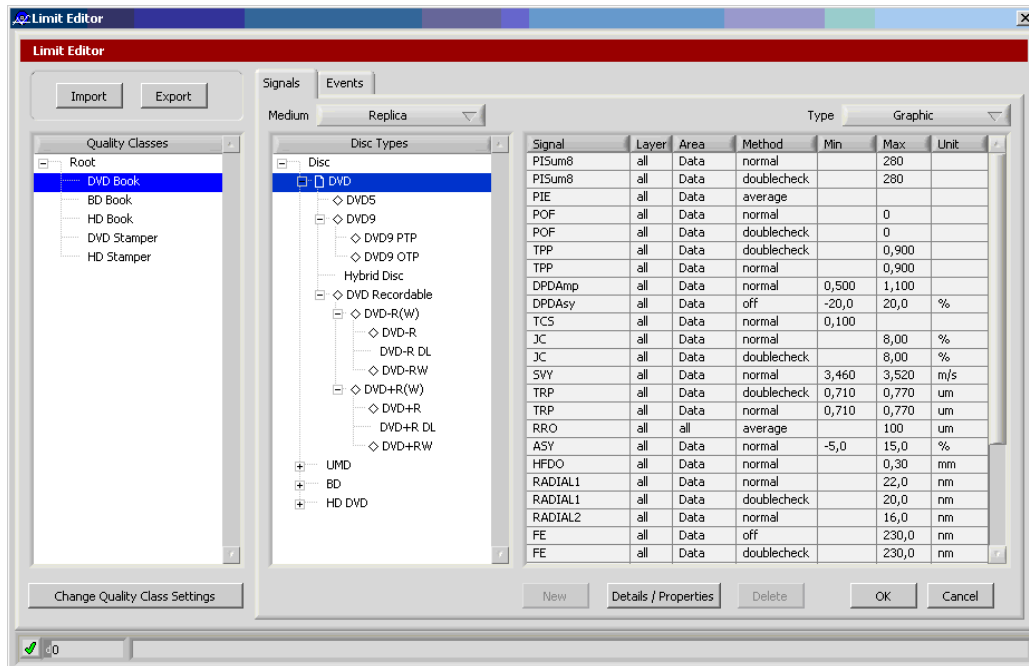 Limit Editor
Limit Editor
Import Export
Signals Events
Medium Replica Type Graphic
Quality Classes
Root
DVD Book
BD Book
HD Book
DVD Stamper
HD Stamper
Disc Types
Disc
DVD
DVD5
DVD9
DVD9 PTP
DVD9 OTP
Hybrid Disc
DVD Recordable
DVD-R(W)
DVD-R
DVD-R DL
DVD-RW
DVD+R(W)
DVD+R
DVD+R DL
DVD+RW
UMD
BD
HD DVD
Signal Layer Area Method Min Max Unit
PISum8 all Data normal 280
PISum8 all Data doublecheck 280
PIE all Data average
POF all Data normal 0
POF all Data doublecheck 0
TPP all Data doublecheck 0,900
TPP all Data normal 0,900
DPDAmp all Data normal 0,500 1,100
DPDAsy all Data off -20,0 20,0 %
TCS all Data normal 0,100
JC all Data normal 8,00 %
JC all Data doublecheck 8,00 %
SVY all Data normal 3,460 3,520 m/s
TRP all Data doublecheck 0,710 0,770 um
TRP all Data normal 0,710 0,770 um
RRO all all average 100 um
ASY all Data normal -5,0 15,0 %
HFDO all Data normal 0,30 mm
RADIAL1 all Data normal 22,0 nm
RADIAL1 all Data doublecheck 20,0 nm
RADIAL2 all Data normal 16,0 nm
FE all Data off 230,0 nm
FE all Data doublecheck 230,0 nm
Change Quality Class Settings
New Details / Properties Delete OK Cancel
d0